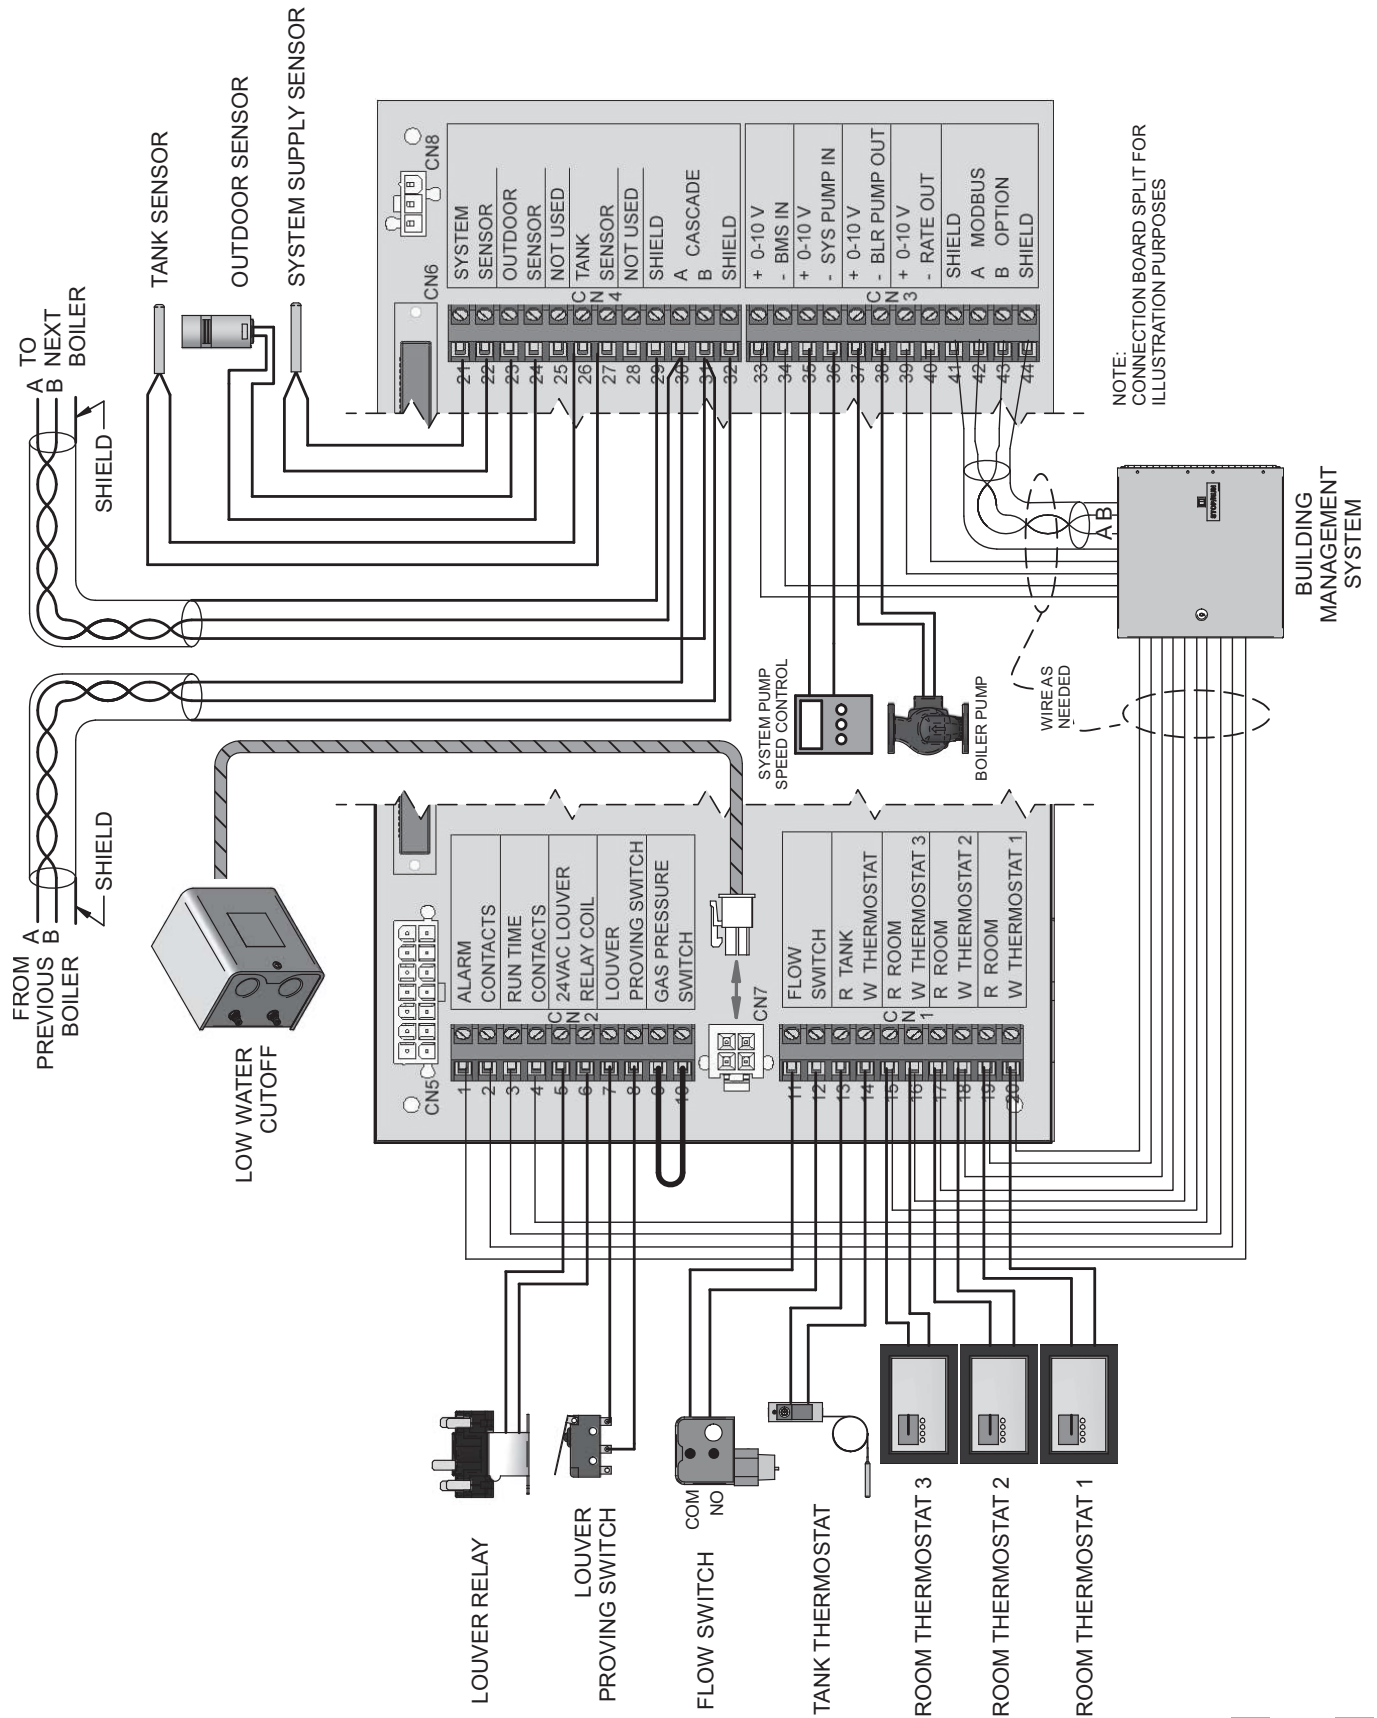 FROM
PREVIOUS
BOILER
A
B
SHIELD
TO
NEXT
BOILER
A
B
SHIELD
TANK SENSOR
OUTDOOR SENSOR
SYSTEM SUPPLY SENSOR
LOW WATER
CUTOFF
CN5
ALARM
CONTACTS
RUN TIME
CONTACTS
24VAC LOUVER
RELAY COIL
LOUVER
PROVING SWITCH
GAS PRESSURE
SWITCH
CN2
1
2
3
4
5
6
7
8
9
10
CN7
FLOW
SWITCH
R TANK
W THERMOSTAT
R ROOM
W THERMOSTAT 3
R ROOM
W THERMOSTAT 2
R ROOM
W THERMOSTAT 1
CN1
11
12
13
14
15
16
17
18
19
20
CN6
CN8
SYSTEM
SENSOR
OUTDOOR
SENSOR
NOT USED
TANK
SENSOR
NOT USED
SHIELD
A CASCADE
B
SHIELD
CN4
21
22
23
24
25
26
27
28
29
30
31
32
+ 0-10 V
- BMS IN
+ 0-10 V
- SYS PUMP IN
+ 0-10 V
- BLR PUMP OUT
+ 0-10 V
- RATE OUT
SHIELD
A MODBUS
B OPTION
SHIELD
CN3
33
34
35
36
37
38
39
40
41
42
43
44
LOUVER RELAY
LOUVER
PROVING SWITCH
FLOW SWITCH
COM
NO
TANK THERMOSTAT
ROOM THERMOSTAT 3
ROOM THERMOSTAT 2
ROOM THERMOSTAT 1
SYSTEM PUMP
SPEED CONTROL
BOILER PUMP
WIRE AS
NEEDED
A
B
STOP/RUN
BUILDING
MANAGEMENT
SYSTEM
NOTE:
CONNECTION BOARD SPLIT FOR
ILLUSTRATION PURPOSES